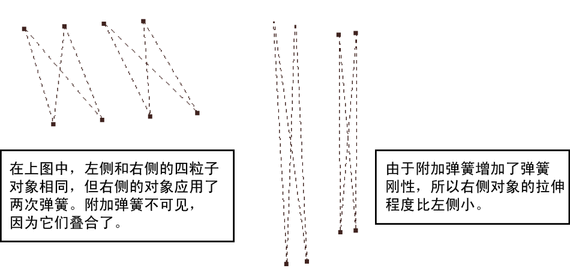 在上图中，左侧和右侧的四粒子
对象相同，但右侧的对象应用了
两次弹簧。附加弹簧不可见，
因为它们叠合了。
由于附加弹簧增加了弹簧
刚性，所以右侧对象的拉伸
程度比左侧小。